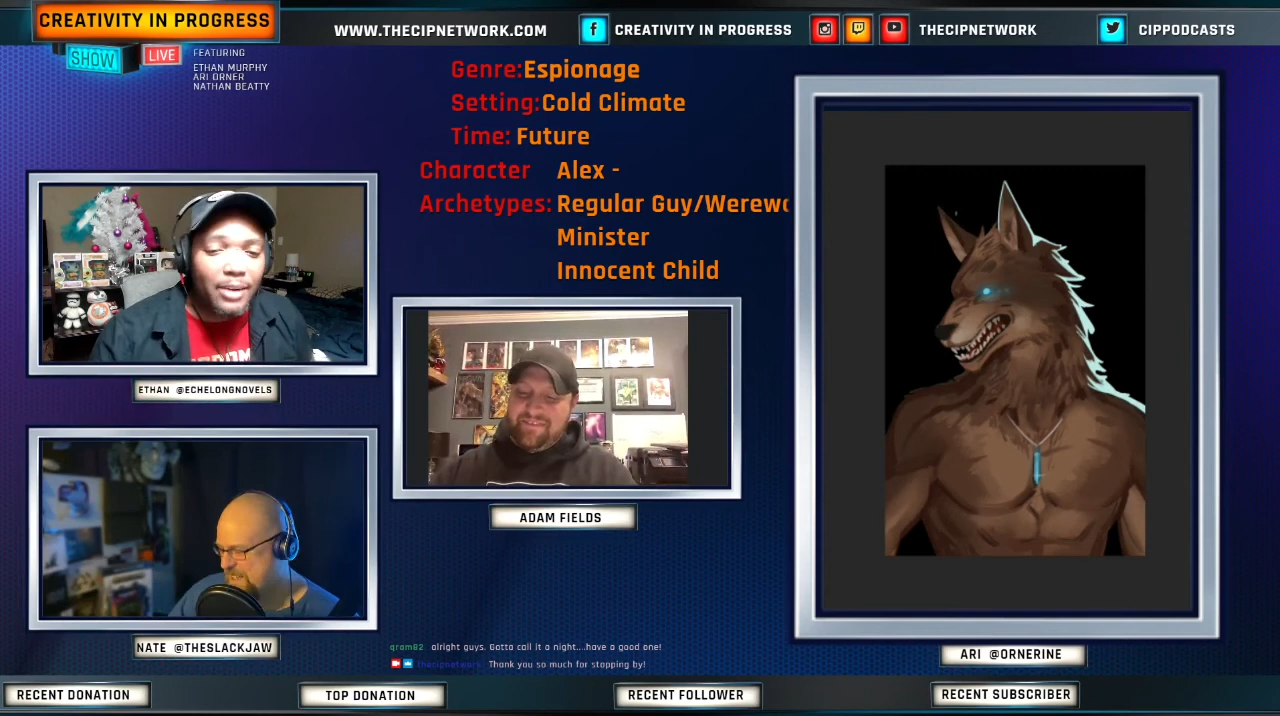 CREATIVITY IN PROGRESS
SHOW
LIVE
FEATURING
ETHAN MURPHY
ARI ORNER
NATHAN BEATTY
WWW.THECIPNETWORK.COM
CREATIVITY IN PROGRESS
THECIPNETWORK
CIPPODCASTS
Genre:Espionage
Setting:Cold Climate
Time: Future
Character Alex -
Archetypes: Regular Guy/
Minister
Innocent Child
ETHAN @ECHELONGNOVELS
ADAM FIELDS
NATE @THESLACKJAW
ARI @ORNERINE
qram82 alright guys. Gotta call it a night....have a good one!
thecipnetwork Thank you so much for stopping by!
RECENT DONATION
TOP DONATION
RECENT FOLLOWER
RECENT SUBSCRIBER